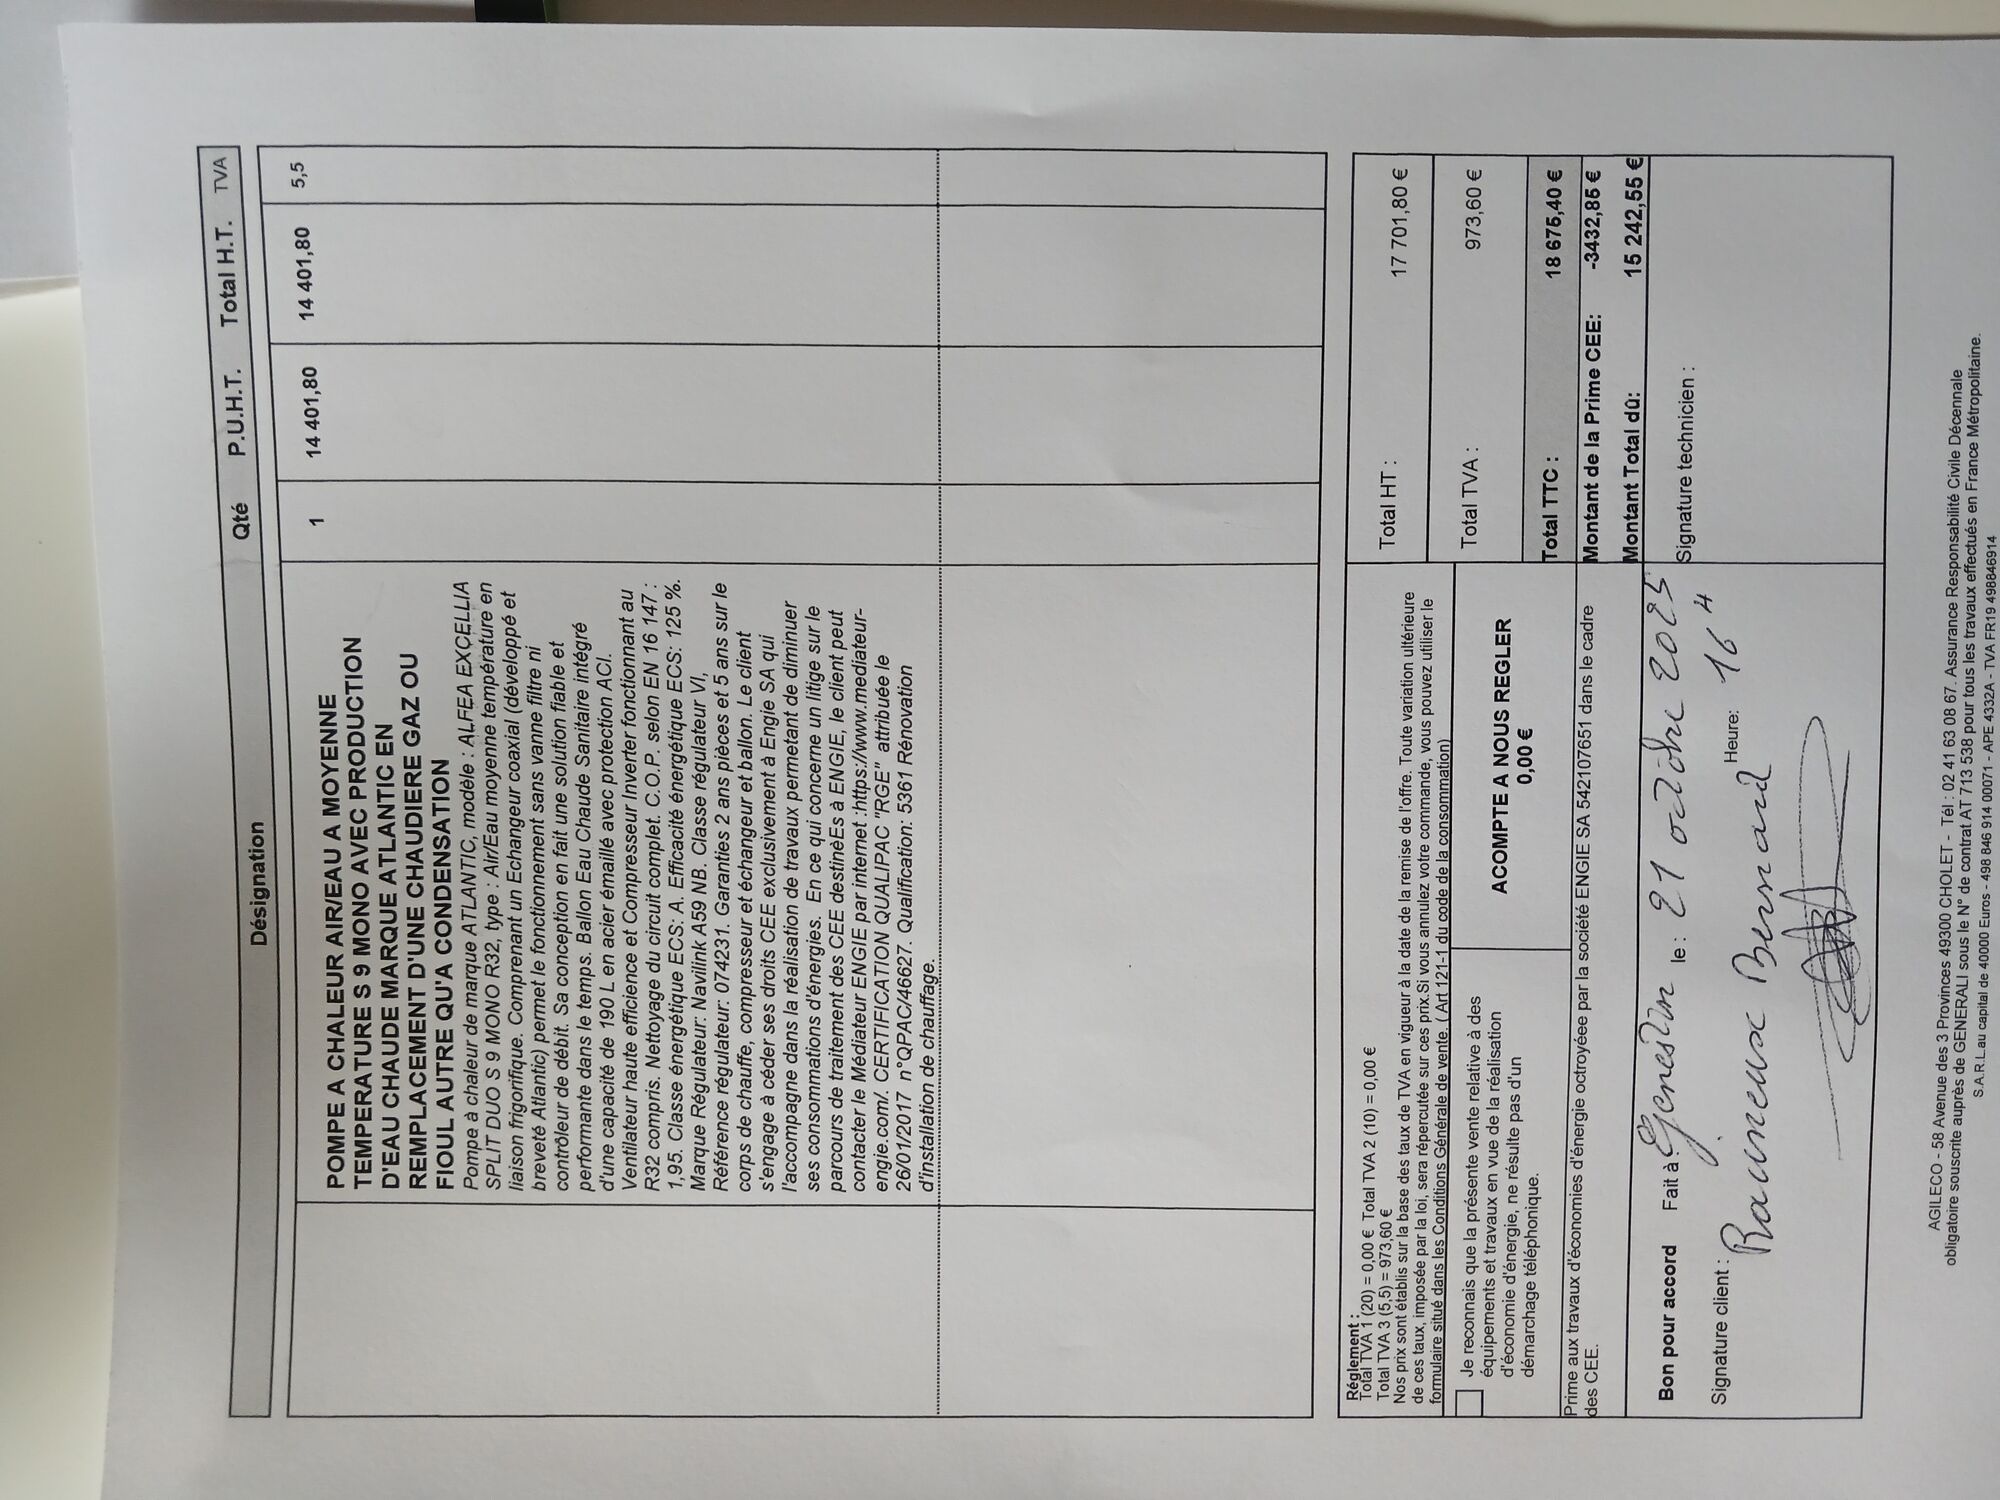 Désignation Qté P.U.H.T. Total H.T. TVA
POMPE A CHALEUR AIR/EAU A MOYENNE 1 14 401,80 14 401,80 5,5
TEMPERATURE S 9 MONO AVEC PRODUCTION
D'EAU CHAUDE MARQUE ATLANTIC EN
REMPLACEMENT D'UNE CHAUDIERE GAZ OU
FIOUL AUTRE QU'A CONDENSATION
Pompe à chaleur de marque ATLANTIC, modèle : ALFEA EXCELLIA
SPLIT DUO S 9 MONO R32, type : Air/Eau moyenne température en
liaison frigorifique. Comprenant un Echangeur coaxial (développé et
breveté Atlantic) permet le fonctionnement sans vanne filtre ni
contrôleur de débit. Sa conception en fait une solution fiable et
performante dans le temps. Ballon Eau Chaude Sanitaire intégré
d'une capacité de 190 L en acier émaillé avec protection ACI.
Ventilateur haute efficience et Compresseur Inverter fonctionnant au
R32 compris. Nettoyage du circuit complet. C.O.P. selon EN 16 147 :
1,95. Classe énergétique ECS: A. Efficacité énergétique ECS: 125 %.
Marque Régulateur: Navilink A59 NB. Classe régulateur VI,
Référence régulateur: 074231. Garanties 2 ans pièces et 5 ans sur le
corps de chauffe, compresseur et échangeur et ballon. Le client
s'engage à céder ses droits CEE exclusivement à Engie SA qui
l'accompagne dans la réalisation de travaux permetant de diminuer
ses consommations d'énergies. En ce qui concerne un litige sur le
parcours de traitement des CEE destinéEs à ENGIE, le client peut
contacter le Médiateur ENGIE par internet :https://www.mediateur-
engie.com/. CERTIFICATION QUALIPAC "RGE" attribuée le
26/01/2017 n°QPAC/46627. Qualification: 5361 Rénovation
d'installation de chauffage.
Réglement :
Total TVA 1 (20) = 0,00 € Total TVA 2 (10) = 0,00 €
Total TVA 3 (5,5) = 973,60 €
Nos prix sont établis sur la base des taux de TVA en vigueur à la date de la remise de l'offre. Toute variation ultérieure
de ces taux, imposée par la loi, sera répercutée sur ces prix.Si vous annulez votre commande, vous pouvez utiliser le
formulaire situé dans les Conditions Générale de vente. ( Art 121-1 du code de la consommation)
Total HT : 17 701,80 €
Total TVA : 973,60 €
Total TTC : 18 675,40 €
Montant de la Prime CEE: -3432,85 €
Montant Total dû: 15 242,55 €
Je reconnais que la présente vente relative à des
équipements et travaux en vue de la réalisation
d'économie d'énergie, ne résulte pas d'un
démarchage téléphonique.
ACOMPTE A NOUS REGLER
0,00 €
Prime aux travaux d'économies d'énergie octroyéee par la société ENGIE SA 542107651 dans le cadre
des CEE.
Bon pour accord Fait à : le : 21 octobre 2025
Signature client : Heure: 16 H
Bernard
Signature technicien :
AGILECO - 58 Avenue des 3 Provinces 49300 CHOLET - Tél : 02 41 63 08 67. Assurance Responsabilité Civile Décennale
obligatoire souscrite auprès de GENERALI sous le N° de contrat AT 713 538 pour tous les travaux effectués en France Métropolitaine.
S.A.R.L.au capital de 40000 Euros - 498 846 914 00071 - APE 4332A - TVA FR19 498846914